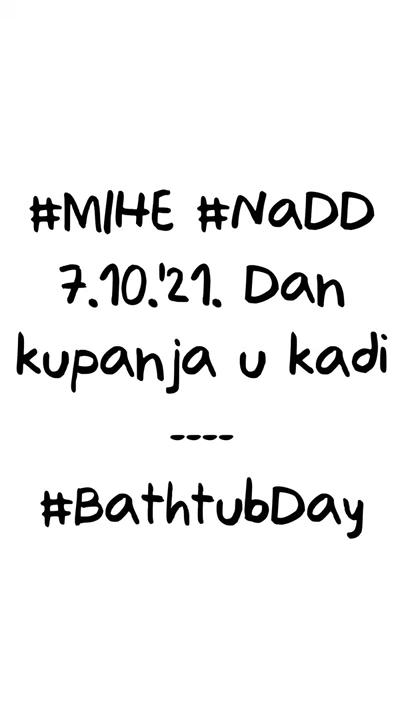 #MIHE #NaDD
7.10.'21. Dan
kupanja u kadi
----
#BathtubDay